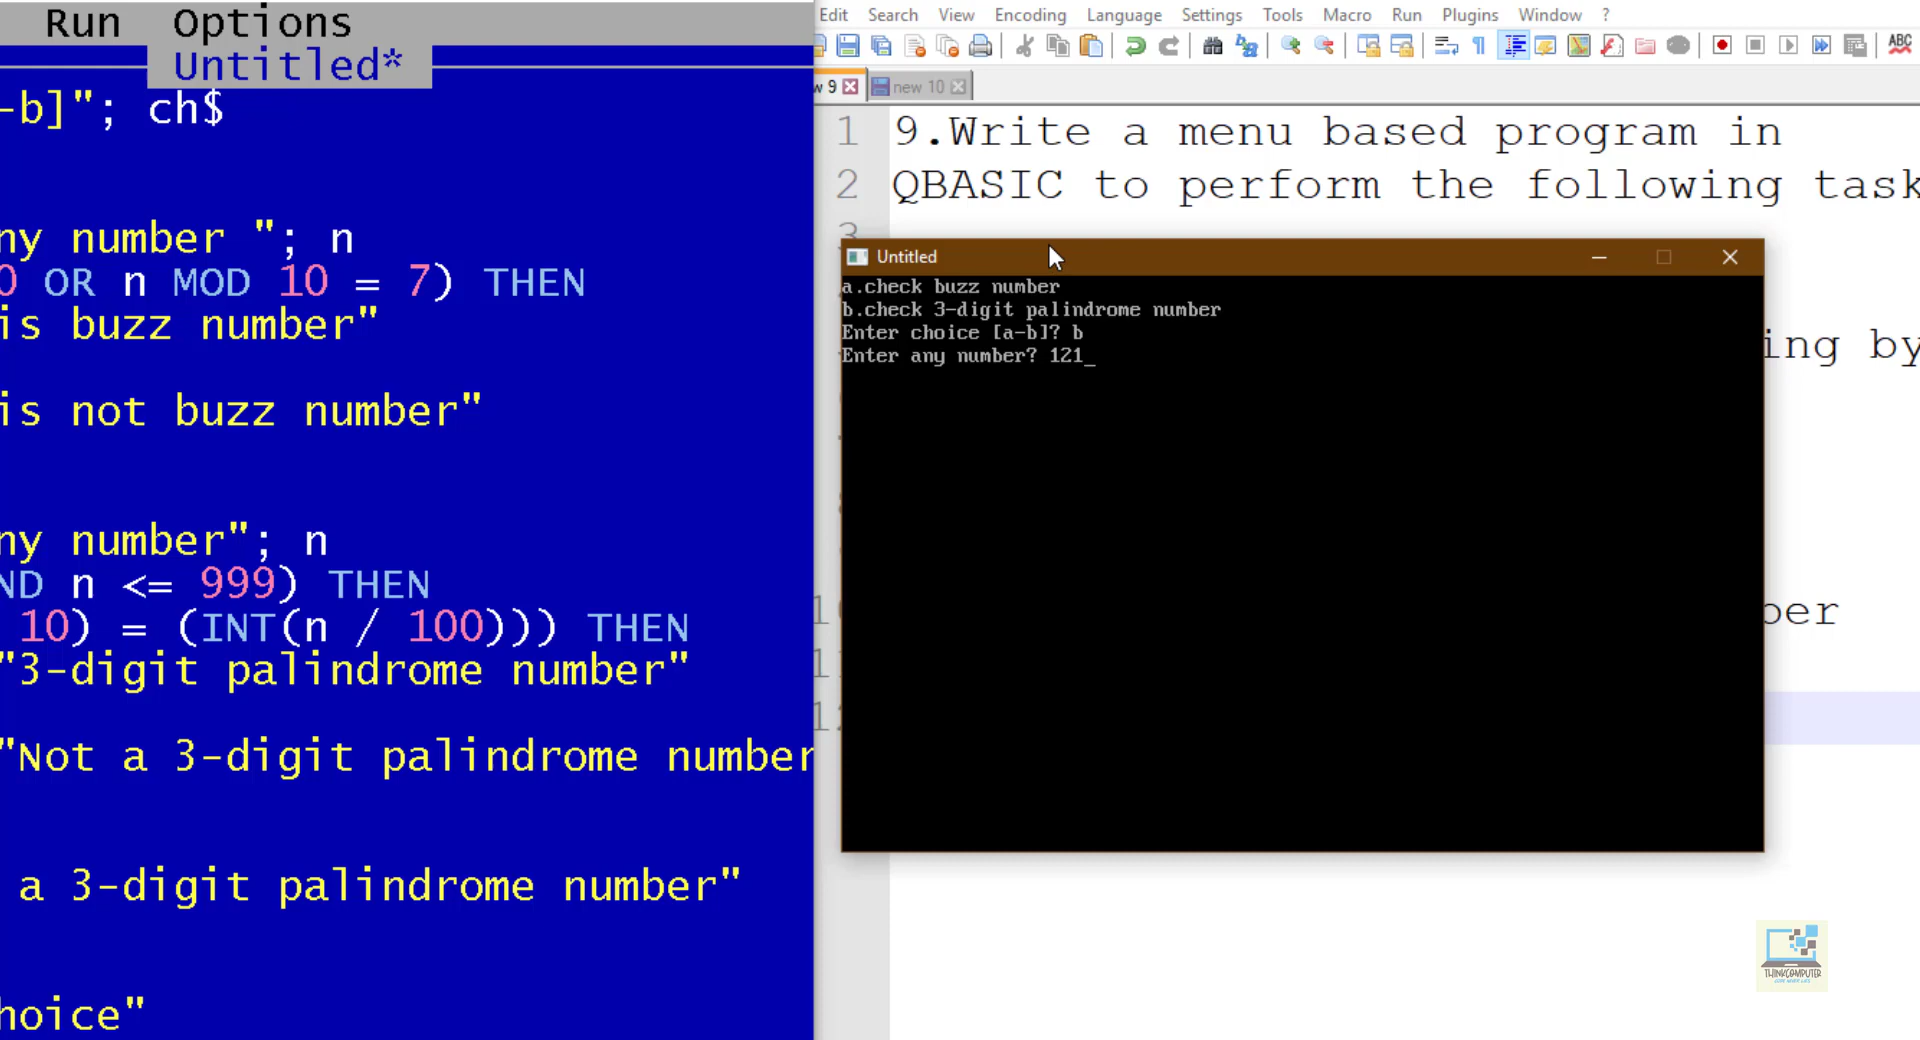 Run Options
Untitled*
-b]"; ch$
ny number "; n
0 OR n MOD 10 = 7) THEN
is buzz number"
is not buzz number"
ny number"; n
ND n <= 999) THEN
10) = (INT(n / 100))) THEN
"3-digit palindrome number"
"Not a 3-digit palindrome number
a 3-digit palindrome number"
hoice"
Edit Search View Encoding Language Settings Tools Macro Run Plugins Window ?
ABC
w 9 new 10
1 9.Write a menu based program in
2 QBASIC to perform the following task
3
Untitled
a.check buzz number
b.check 3-digit palindrome number
Enter choice [a-b]? b
Enter any number? 121_
ing by
ber
THINKCOMPUTER